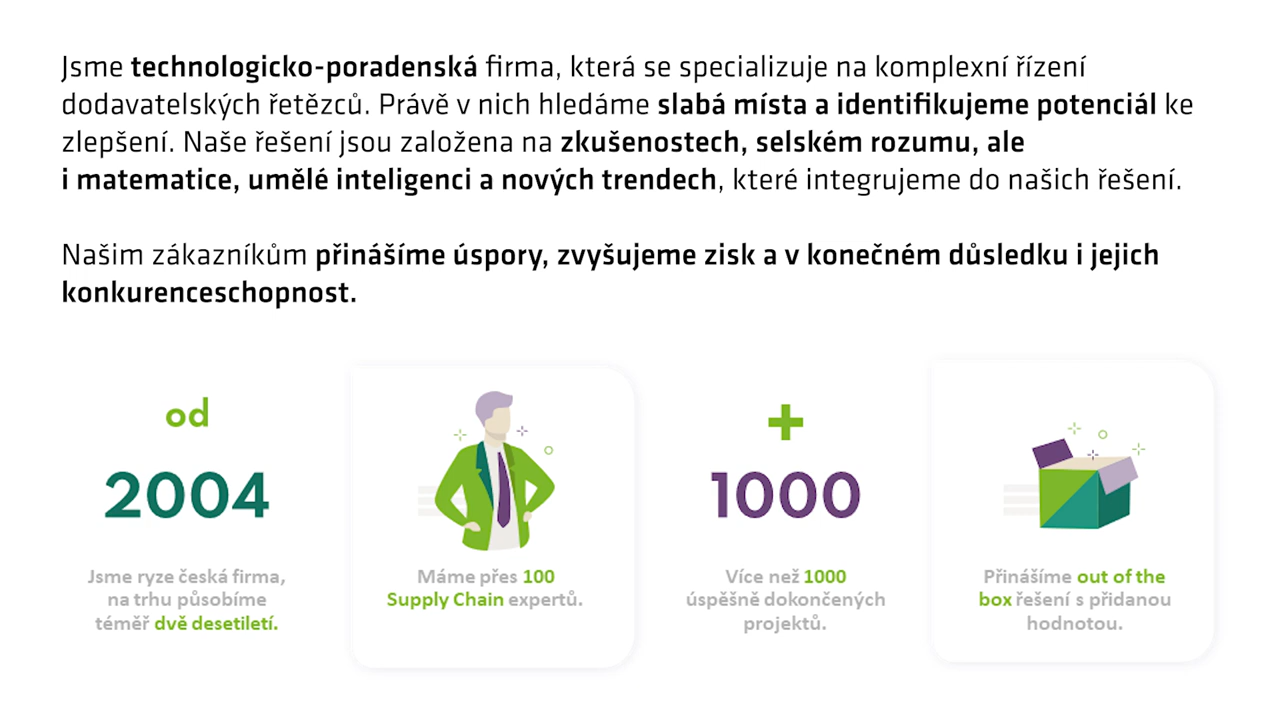 Jsme technologicko-poradenská firma, která se specializuje na komplexní řízení
dodavatelských řetězců. Právě v nich hledáme slabá místa a identifikujeme potenciál ke
zlepšení. Naše řešení jsou založena na zkušenostech, selském rozumu, ale
i matematice, umělé inteligenci a nových trendech, které integrujeme do našich řešení.
Našim zákazníkům přinášíme úspory, zvyšujeme zisk a v konečném důsledku i jejich
konkurenceschopnost.
od
2004
Jsme ryze česká firma,
na trhu působíme
téměř dvě desetiletí.
Máme přes 100
Supply Chain expertů.
+
1000
Více než 1000
úspěšně dokončených
projektů.
Přinášíme out of the
box řešení s přidanou
hodnotou.